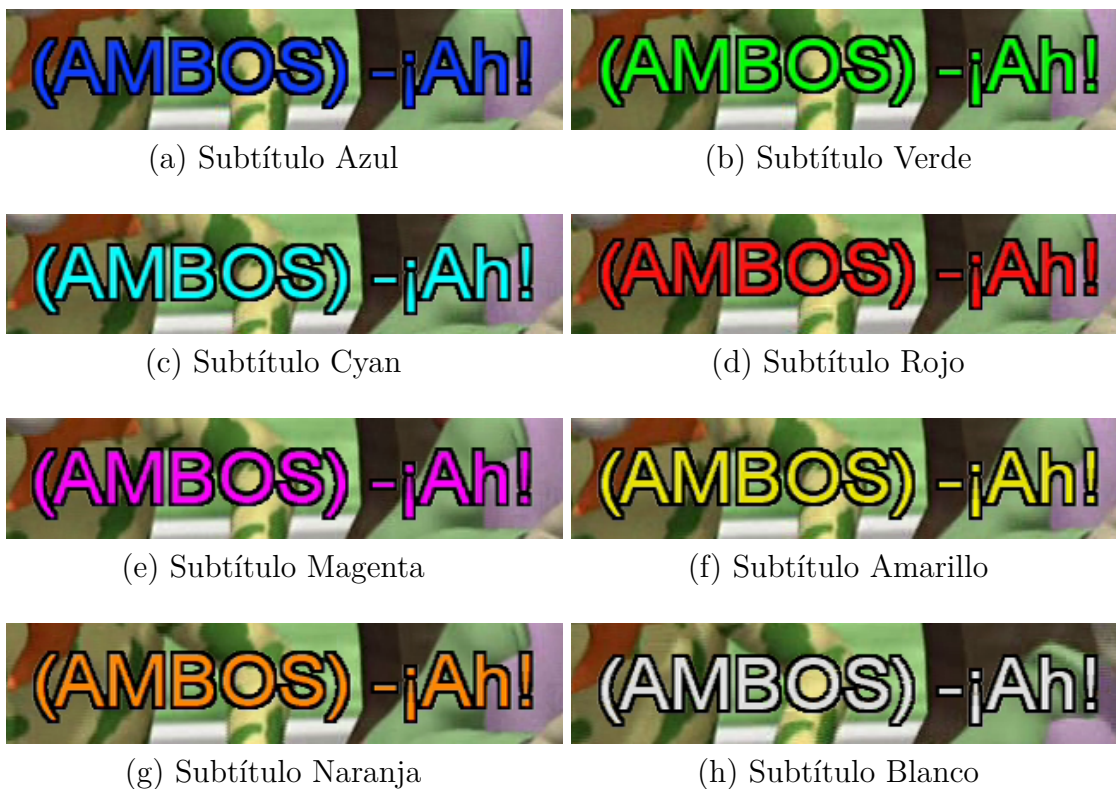 (AMBOS) -¡Ah!
(AMBOS) -¡Ah!
(a) Subtítulo Azul
(b) Subtítulo Verde
(AMBOS) -¡Ah!
(AMBOS) -¡Ah!
(c) Subtítulo Cyan
(d) Subtítulo Rojo
(AMBOS) -¡Ah!
(AMBOS) -¡Ah!
(e) Subtítulo Magenta
(f) Subtítulo Amarillo
(AMBOS) -¡Ah!
(AMBOS) -¡Ah!
(g) Subtítulo Naranja
(h) Subtítulo Blanco